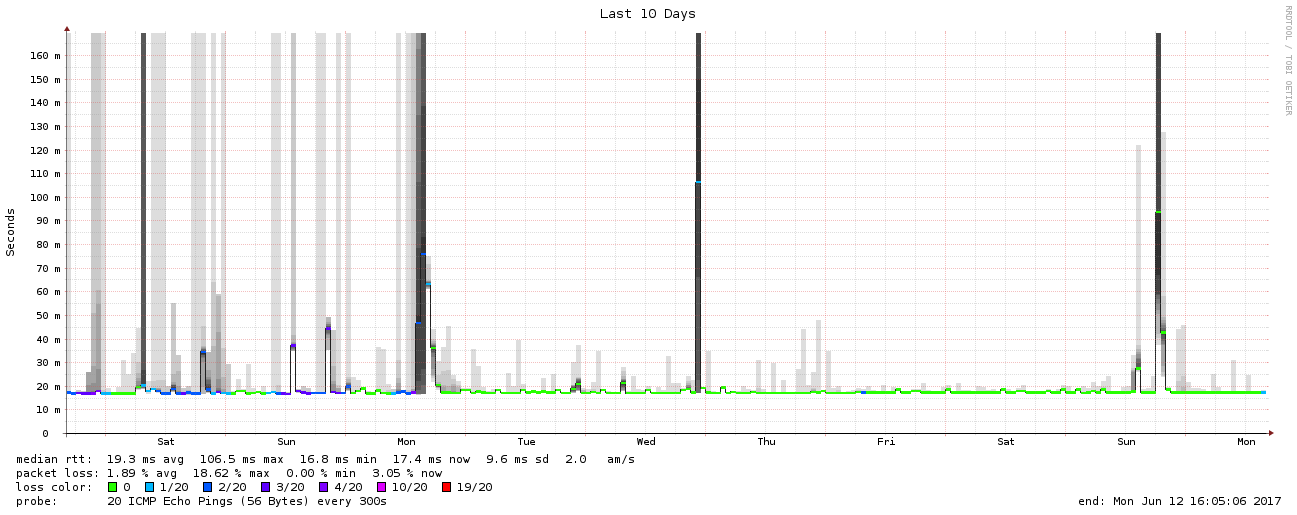 Last 10 Days
RRDTOOL / TOBI OETIKER
Seconds
160 m
150 m
140 m
130 m
120 m
110 m
100 m
90 m
80 m
70 m
60 m
50 m
40 m
30 m
20 m
10 m
0
Sat Sun Mon Tue Wed Thu Fri Sat Sun Mon
median rtt: 19.3 ms avg 106.5 ms max 16.8 ms min 17.4 ms now 9.6 ms sd 2.0 am/s
packet loss: 1.89 % avg 18.62 % max 0.00 % min 3.05 % now
loss color: 0 1/20 2/20 3/20 4/20 10/20 19/20
probe: 20 ICMP Echo Pings (56 Bytes) every 300s end: Mon Jun 12 16:05:06 2017